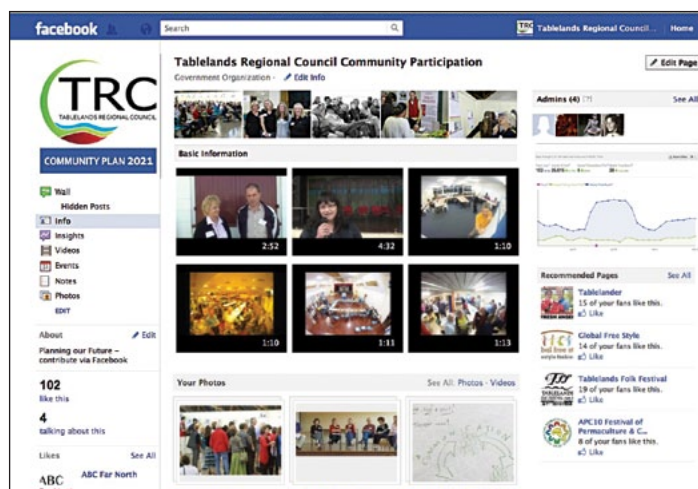 facebook
Search
Tablelands Regional Council...
Home
TRC
TABLELANDS REGIONAL COUNCIL
COMMUNITY PLAN 2021
Tablelands Regional Council Community Participation
Government Organization · Edit Info
Edit Page
Wall
Hidden Posts
Info
Insights
Videos
Events
Notes
Photos
EDIT
About
Edit
Planning our Future –
contribute via Facebook
102
like this
4
talking about this
Likes
See All
ABC
ABC Far North
Basic Information
2:52
4:32
1:10
1:10
1:11
1:13
Your Photos
See All: Photos · Videos
Admins (4) [?]
See All
Recommended Pages
See All
Tablelander
15 of your fans like this.
Like
Global Free Style
14 of your fans like this.
Like
Tablelands Folk Festival
19 of your fans like this.
Like
APC10 Festival of
Permaculture & C...
8 of your fans like this.
Like